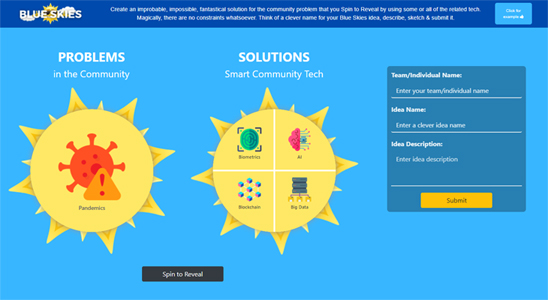 BLUE SKIES
Create an improbable, impossible, fantastical solution for the community problem that you Spin to Reveal by using some or all of the related tech.
Magically, there are no constraints whatsoever. Think of a clever name for your Blue Skies idea, describe, sketch & submit it.
Click for
example
PROBLEMS
in the Community
Pandemics
SOLUTIONS
Smart Community Tech
Biometrics
AI
Blockchain
Big Data
Spin to Reveal
Team/Individual Name:
Enter your team/individual name
Idea Name:
Enter a clever idea name
Idea Description:
Enter idea description
Submit